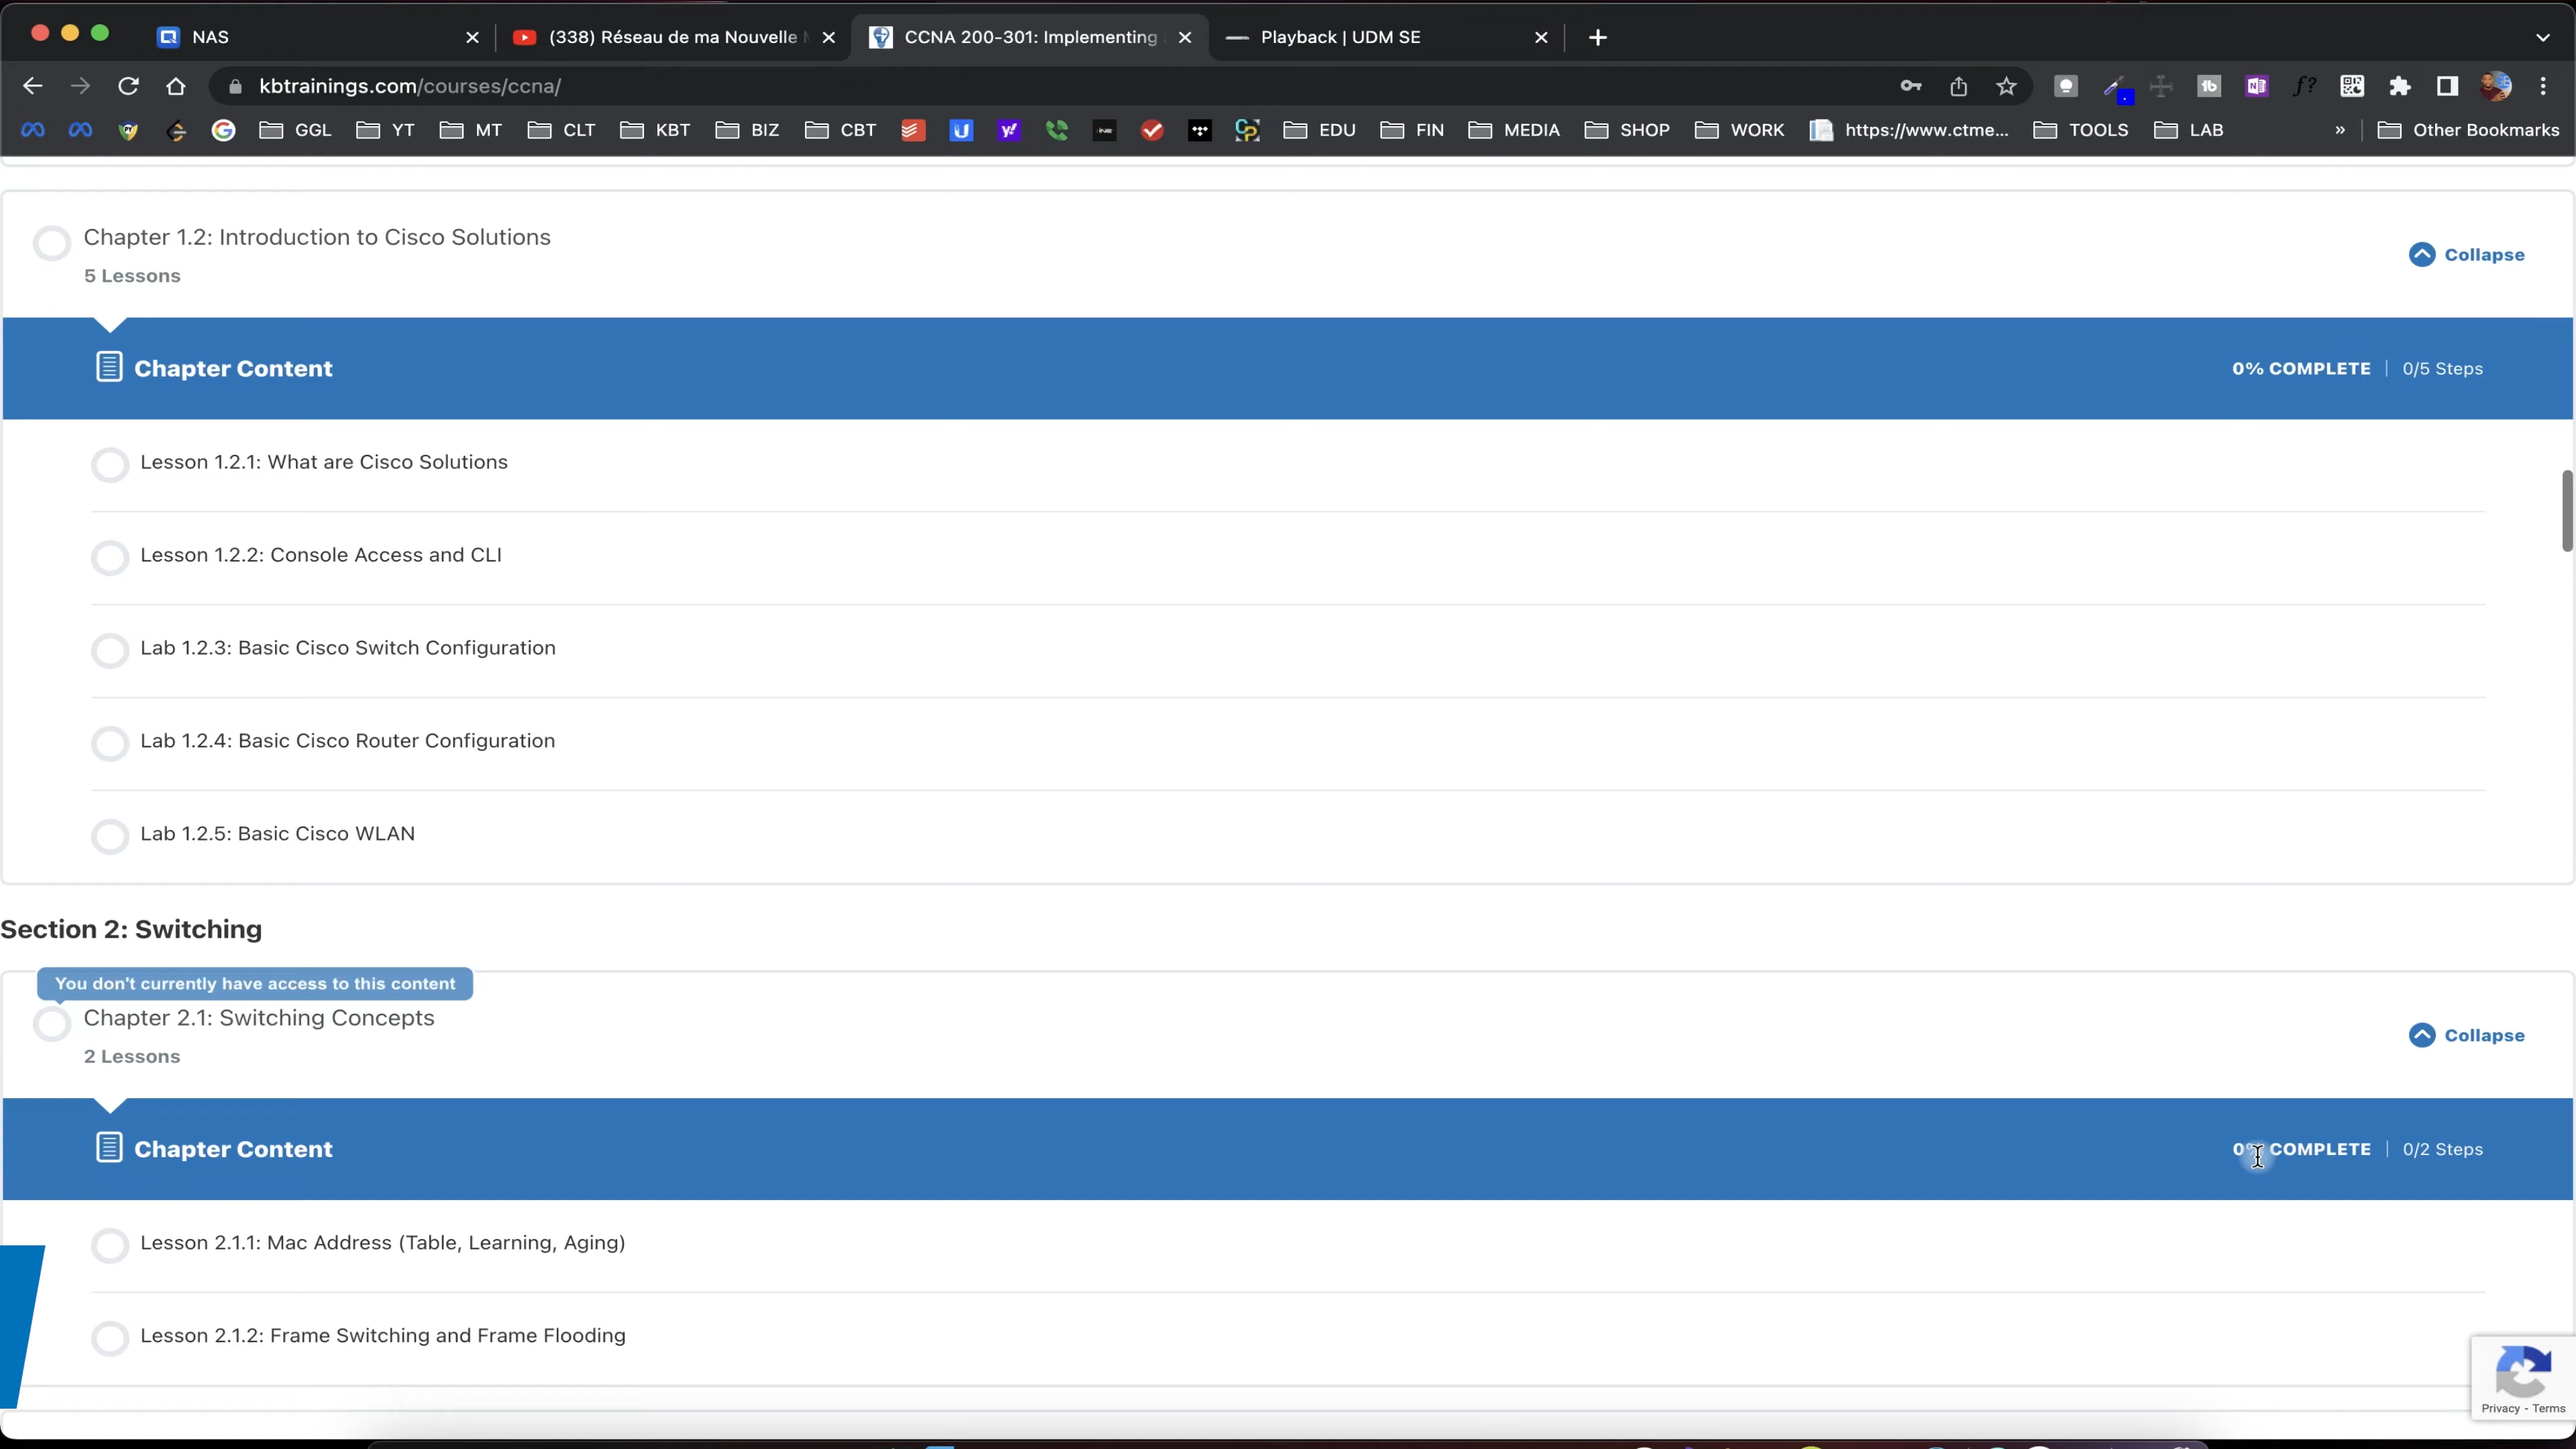 NAS
(338) Réseau de ma Nouvelle
CCNA 200-301: Implementing
Playback | UDM SE
kbtrainings.com/courses/ccna/
GGL
YT
MT
CLT
KBT
BIZ
CBT
EDU
FIN
MEDIA
SHOP
WORK
https://www.ctme...
TOOLS
LAB
»
Other Bookmarks
Chapter 1.2: Introduction to Cisco Solutions
5 Lessons
Collapse
Chapter Content
0% COMPLETE
0/5 Steps
Lesson 1.2.1: What are Cisco Solutions
Lesson 1.2.2: Console Access and CLI
Lab 1.2.3: Basic Cisco Switch Configuration
Lab 1.2.4: Basic Cisco Router Configuration
Lab 1.2.5: Basic Cisco WLAN
Section 2: Switching
You don't currently have access to this content
Chapter 2.1: Switching Concepts
2 Lessons
Collapse
Chapter Content
0% COMPLETE
0/2 Steps
Lesson 2.1.1: Mac Address (Table, Learning, Aging)
Lesson 2.1.2: Frame Switching and Frame Flooding
Privacy - Terms